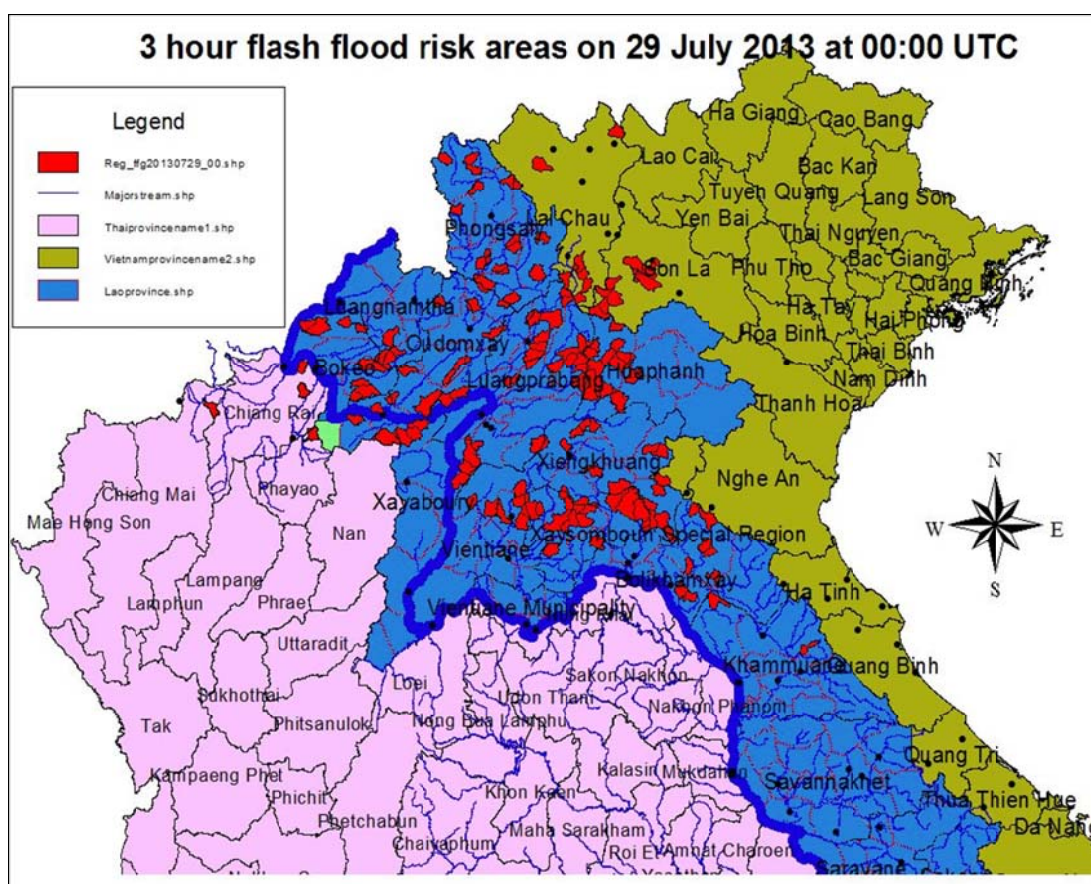 3 hour flash flood risk areas on 29 July 2013 at 00:00 UTC
Legend
Reg_ffg20130729_00.shp
Majorstream.shp
Thaiprovincename1.shp
Vietnamprovincename2.shp
Laoprovince.shp
Ha Giang
Cao Bang
Lao Cai
Bac Kan
Tuyen Quang
Lang Son
Lai Chau
Yen Bai
Phongsaly
Thai Nguyen
Son La
Phu Tho
Bac Giang
Quang Ninh
Luangnamtha
Ha Tay
Hai Phong
Oudomxay
Hoa Binh
Bokeo
Thai Binh
Luangprabang
Huaphanh
Nam Dinh
Chiang Rai
Thanh Hoa
Xiengkhuang
Nghe An
Chiang Mai
Phayao
Xayaboury
Mae Hong Son
Nan
Xaysomboun Special Region
Vientiane
Lampang
Bolikhamxay
Lamphun
Phrae
Ha Tinh
Vientiane Municipality
Uttaradit
Khammuane
Quang Binh
Loei
Sakon Nakhon
Sukhothai
Udon Thani
Nakhon Phanom
Tak
Phitsanulok
Nong Bua Lamphu
Quang Tri
Kalasin
Mukdahan
Kampaeng Phet
Khon Kaen
Savannakhet
Phichit
Thua Thien Hue
Phetchabun
Maha Sarakham
Da Nang
Chaiyaphum
Roi Et
Amnat Charoen
Saravane
N
W
E
S